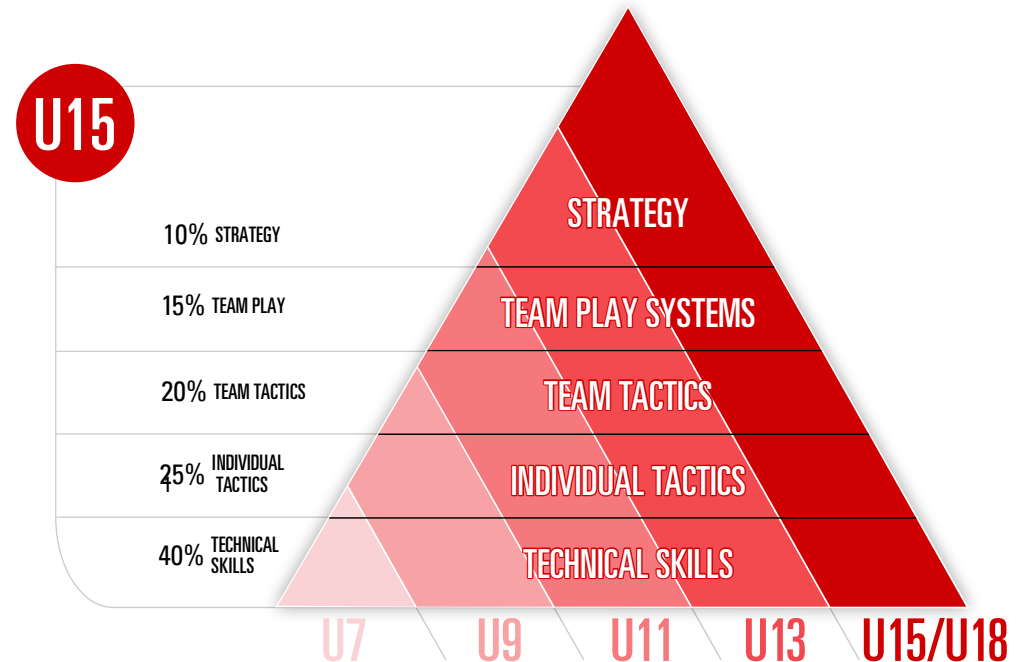 U15
STRATEGY
10% STRATEGY
TEAM PLAY SYSTEMS
15% TEAM PLAY
TEAM TACTICS
20% TEAM TACTICS
INDIVIDUAL TACTICS
25% INDIVIDUAL
TACTICS
TECHNICAL SKILLS
40% TECHNICAL
SKILLS
U7 U9 U11 U13 U15/U18